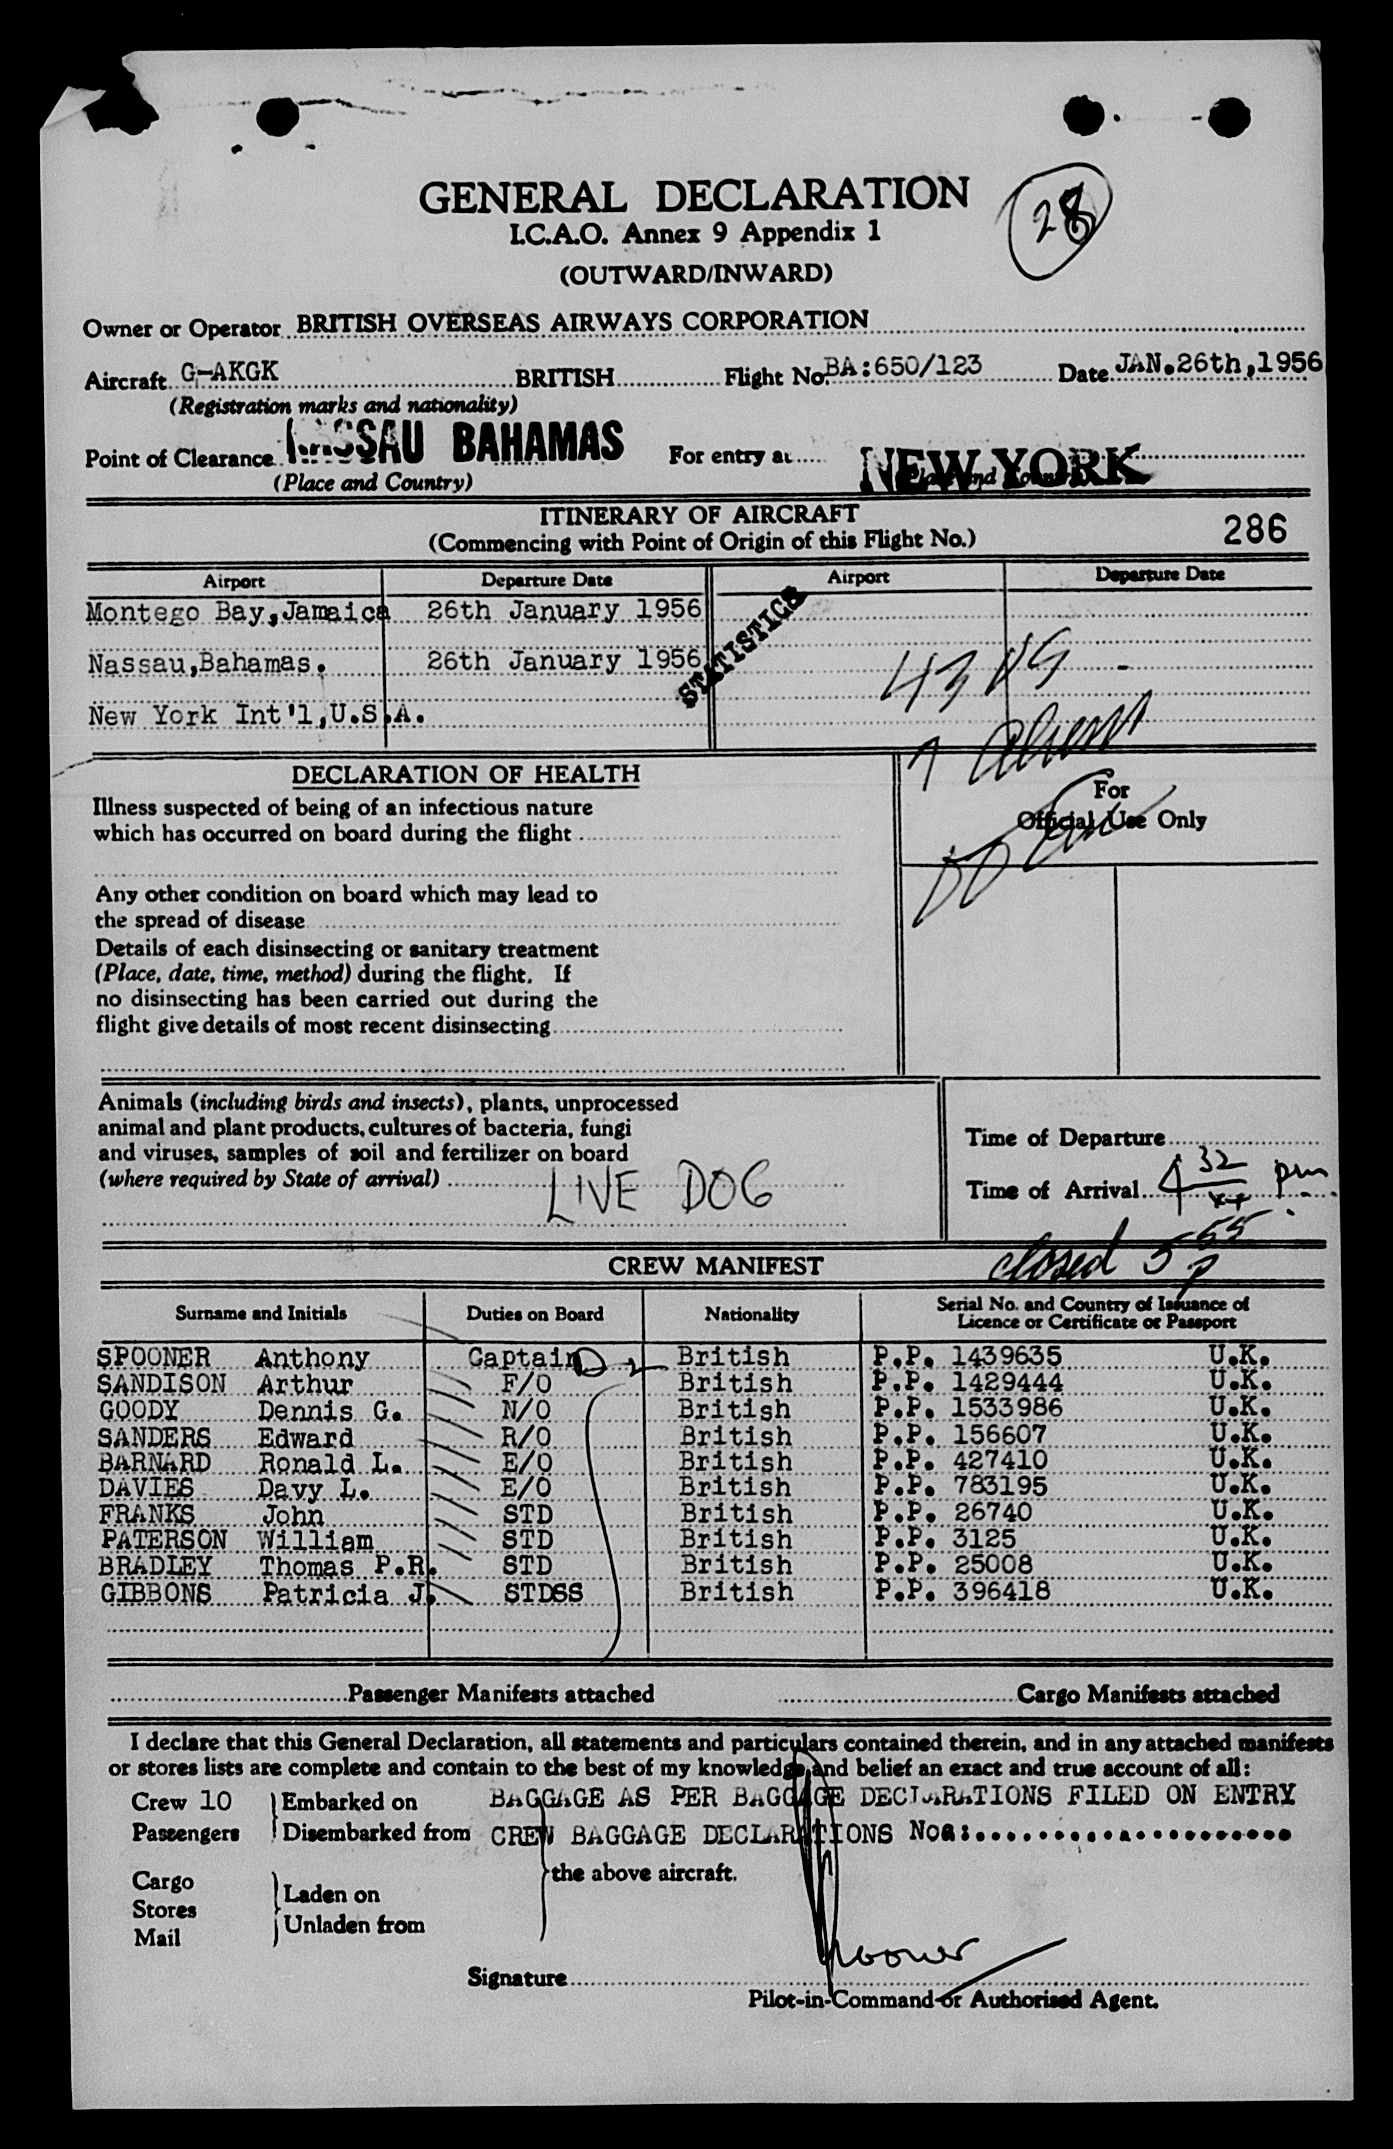 GENERAL DECLARATION
28
I.C.A.O. Annex 9 Appendix 1
(OUTWARD/INWARD)
Owner or Operator BRITISH OVERSEAS AIRWAYS CORPORATION
Aircraft G-AKGK BRITISH Flight No. BA:650/123 Date JAN.26th,1956
(Registration marks and nationality)
Point of Clearance NASSAU BAHAMAS For entry at NEW YORK
(Place and Country) (Place and Country)
ITINERARY OF AIRCRAFT
(Commencing with Point of Origin of this Flight No.) 286
Airport Departure Date Airport Departure Date
Montego Bay,Jamaica 26th January 1956
STATISTICS
Nassau,Bahamas. 26th January 1956
43 US
New York Int'l,U.S.A.
DECLARATION OF HEALTH
Illness suspected of being of an infectious nature
which has occurred on board during the flight
For
Official Use Only
Any other condition on board which may lead to
the spread of disease
Details of each disinsecting or sanitary treatment
(Place, date, time, method) during the flight. If
no disinsecting has been carried out during the
flight give details of most recent disinsecting
Animals (including birds and insects), plants, unprocessed
animal and plant products, cultures of bacteria, fungi
and viruses, samples of soil and fertilizer on board
(where required by State of arrival) LIVE DOG
Time of Departure
Time of Arrival 4 32 pm
closed 5 55 p
CREW MANIFEST
Surname and Initials Duties on Board Nationality Serial No. and Country of Issuance of
Licence or Certificate or Passport
SPOONER Anthony Captain British P.P. 1439635 U.K.
SANDISON Arthur F/O British P.P. 1429444 U.K.
GOODY Dennis G. N/O British P.P. 1533986 U.K.
SANDERS Edward R/O British P.P. 156607 U.K.
BARNARD Ronald L. E/O British P.P. 427410 U.K.
DAVIES Davy L. E/O British P.P. 783195 U.K.
FRANKS John STD British P.P. 26740 U.K.
PATERSON William STD British P.P. 3125 U.K.
BRADLEY Thomas P.R. STD British P.P. 25008 U.K.
GIBBONS Patricia J. STDSS British P.P. 396418 U.K.
Passenger Manifests attached Cargo Manifests attached
I declare that this General Declaration, all statements and particulars contained therein, and in any attached manifests
or stores lists are complete and contain to the best of my knowledge and belief an exact and true account of all:
Crew 10 Embarked on BAGGAGE AS PER BAGGAGE DECLARATIONS FILED ON ENTRY
Passengers Disembarked from CREW BAGGAGE DECLARATIONS Nos:....................
the above aircraft.
Cargo
Stores
Mail
Laden on
Unladen from
Signature Spooner
Pilot-in-Command or Authorised Agent.